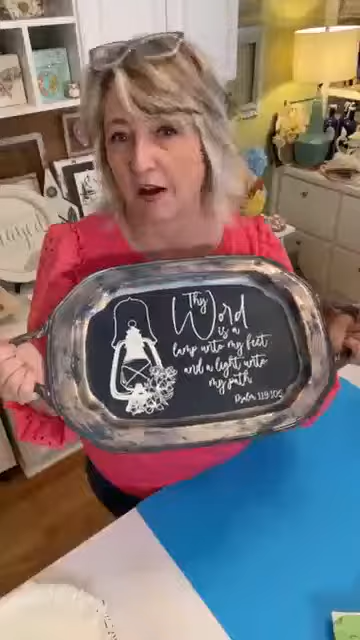 Thy
Word
is a
lamp unto my feet
and a light unto
my path
Psalm 119:105